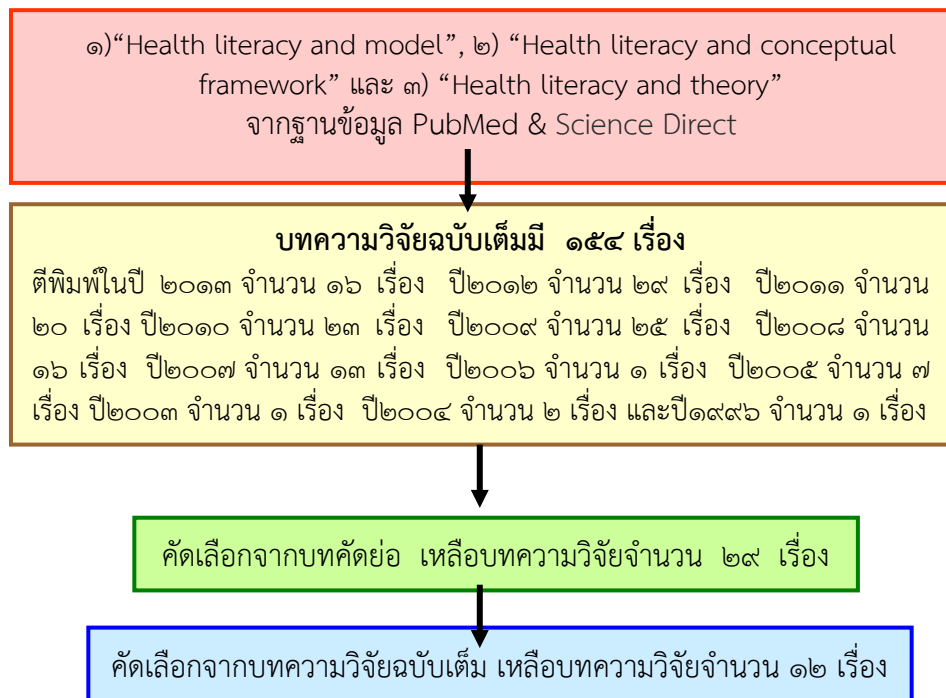 ๑)“Health literacy and model”, ๒) “Health literacy and conceptual
framework” และ ๓) “Health literacy and theory”
จากฐานข้อมูล PubMed & Science Direct
บทความวิจัยฉบับเต็มมี ๑๕๔ เรื่อง
ตีพิมพ์ในปี ๒๐๑๓ จำนวน ๑๖ เรื่อง ปี๒๐๑๒ จำนวน ๒๙ เรื่อง ปี๒๐๑๑ จำนวน
๒๐ เรื่อง ปี๒๐๑๐ จำนวน ๒๓ เรื่อง ปี๒๐๐๙ จำนวน ๒๕ เรื่อง ปี๒๐๐๘ จำนวน
๑๖ เรื่อง ปี๒๐๐๗ จำนวน ๑๓ เรื่อง ปี๒๐๐๖ จำนวน ๑ เรื่อง ปี๒๐๐๕ จำนวน ๗
เรื่อง ปี๒๐๐๓ จำนวน ๑ เรื่อง ปี๒๐๐๔ จำนวน ๒ เรื่อง และปี๑๙๙๖ จำนวน ๑ เรื่อง
คัดเลือกจากบทคัดย่อ เหลือบทความวิจัยจำนวน ๒๙ เรื่อง
คัดเลือกจากบทความวิจัยฉบับเต็ม เหลือบทความวิจัยจำนวน ๑๒ เรื่อง